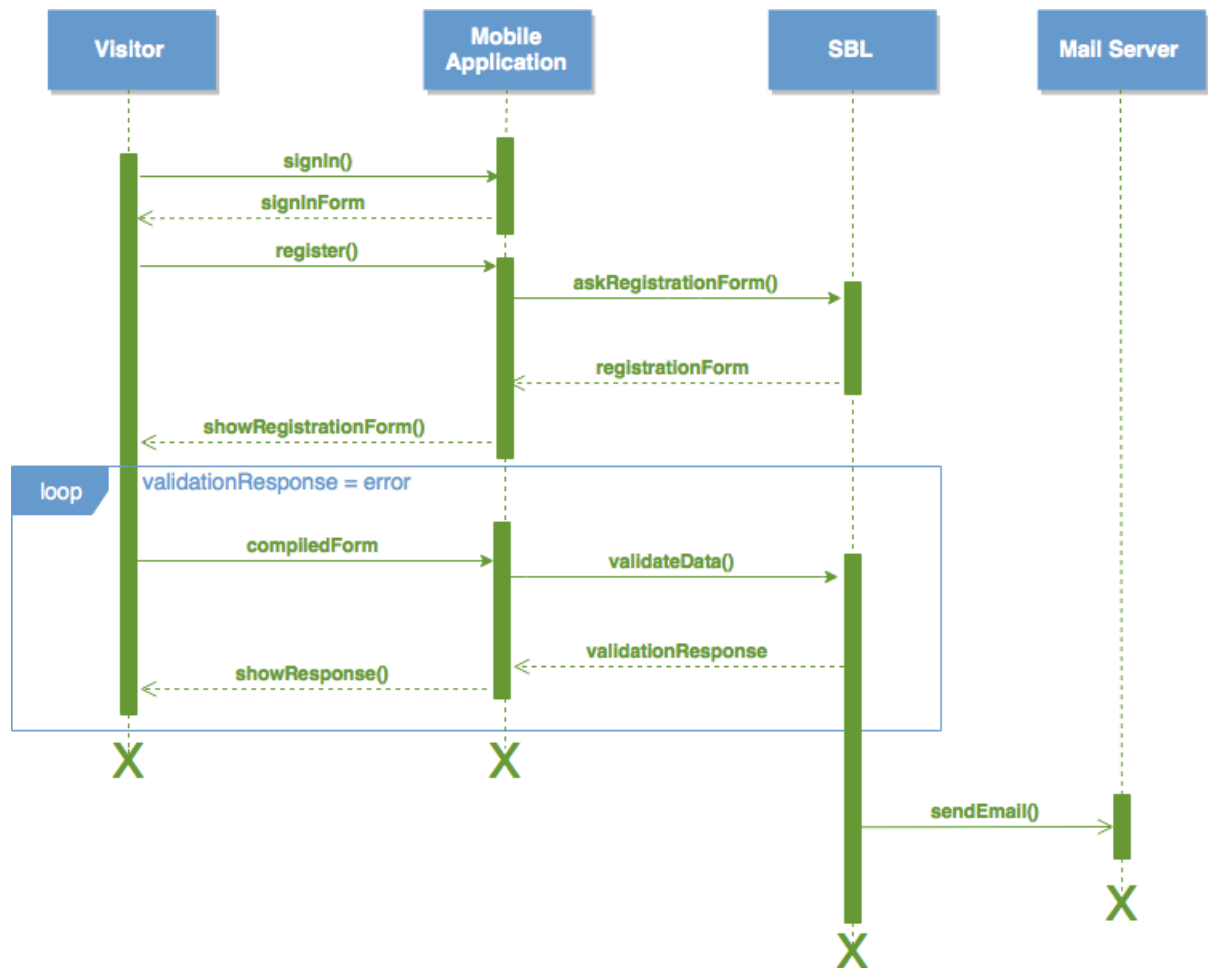 Visitor
Mobile
Application
SBL
Mail Server
signIn()
signInForm
register()
askRegistrationForm()
registrationForm
showRegistrationForm()
loop
validationResponse = error
compiledForm
validateData()
validationResponse
showResponse()
X
X
sendEmail()
X
X